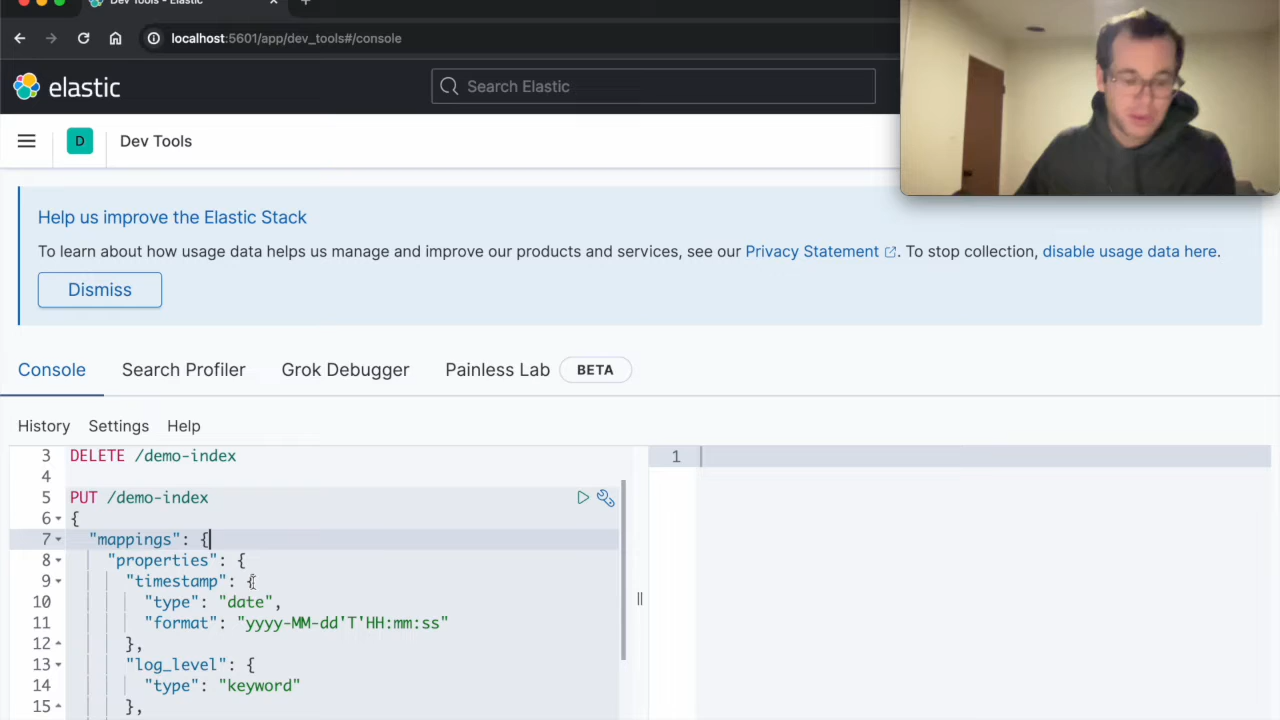 Dev Tools - Elastic
localhost:5601/app/dev_tools#/console
elastic
Search Elastic
D
Dev Tools
Help us improve the Elastic Stack
To learn about how usage data helps us manage and improve our products and services, see our Privacy Statement. To stop collection, disable usage data here.
Dismiss
Console
Search Profiler
Grok Debugger
Painless Lab
BETA
History
Settings
Help
3 DELETE /demo-index
4
5 PUT /demo-index
6 {
7 "mappings": {
8 "properties": {
9 "timestamp": {
10 "type": "date",
11 "format": "yyyy-MM-dd'T'HH:mm:ss"
12 },
13 "log_level": {
14 "type": "keyword"
15 },
1